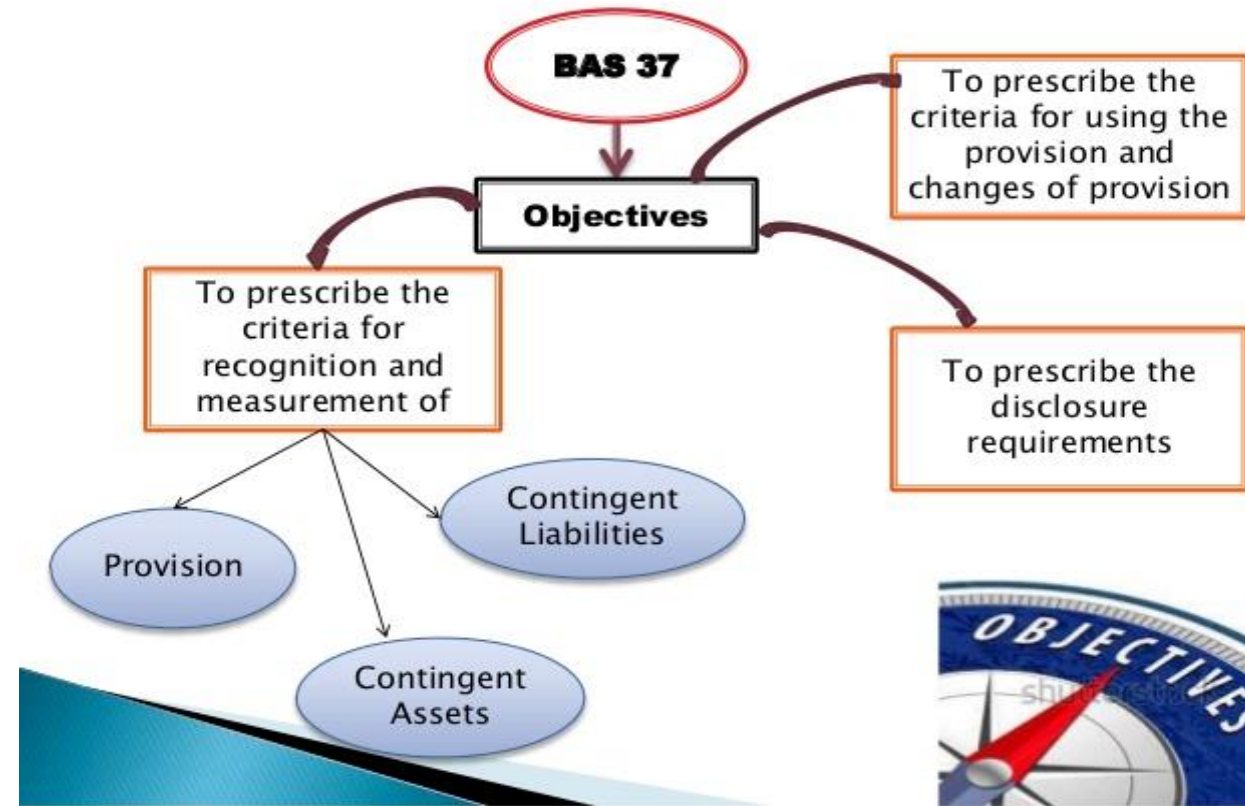 BAS 37
To prescribe the
criteria for using the
provision and
changes of provision
Objectives
To prescribe the
criteria for
recognition and
measurement of
To prescribe the
disclosure
requirements
Contingent
Liabilities
Provision
Contingent
Assets
OBJECTIVES
shutterstock